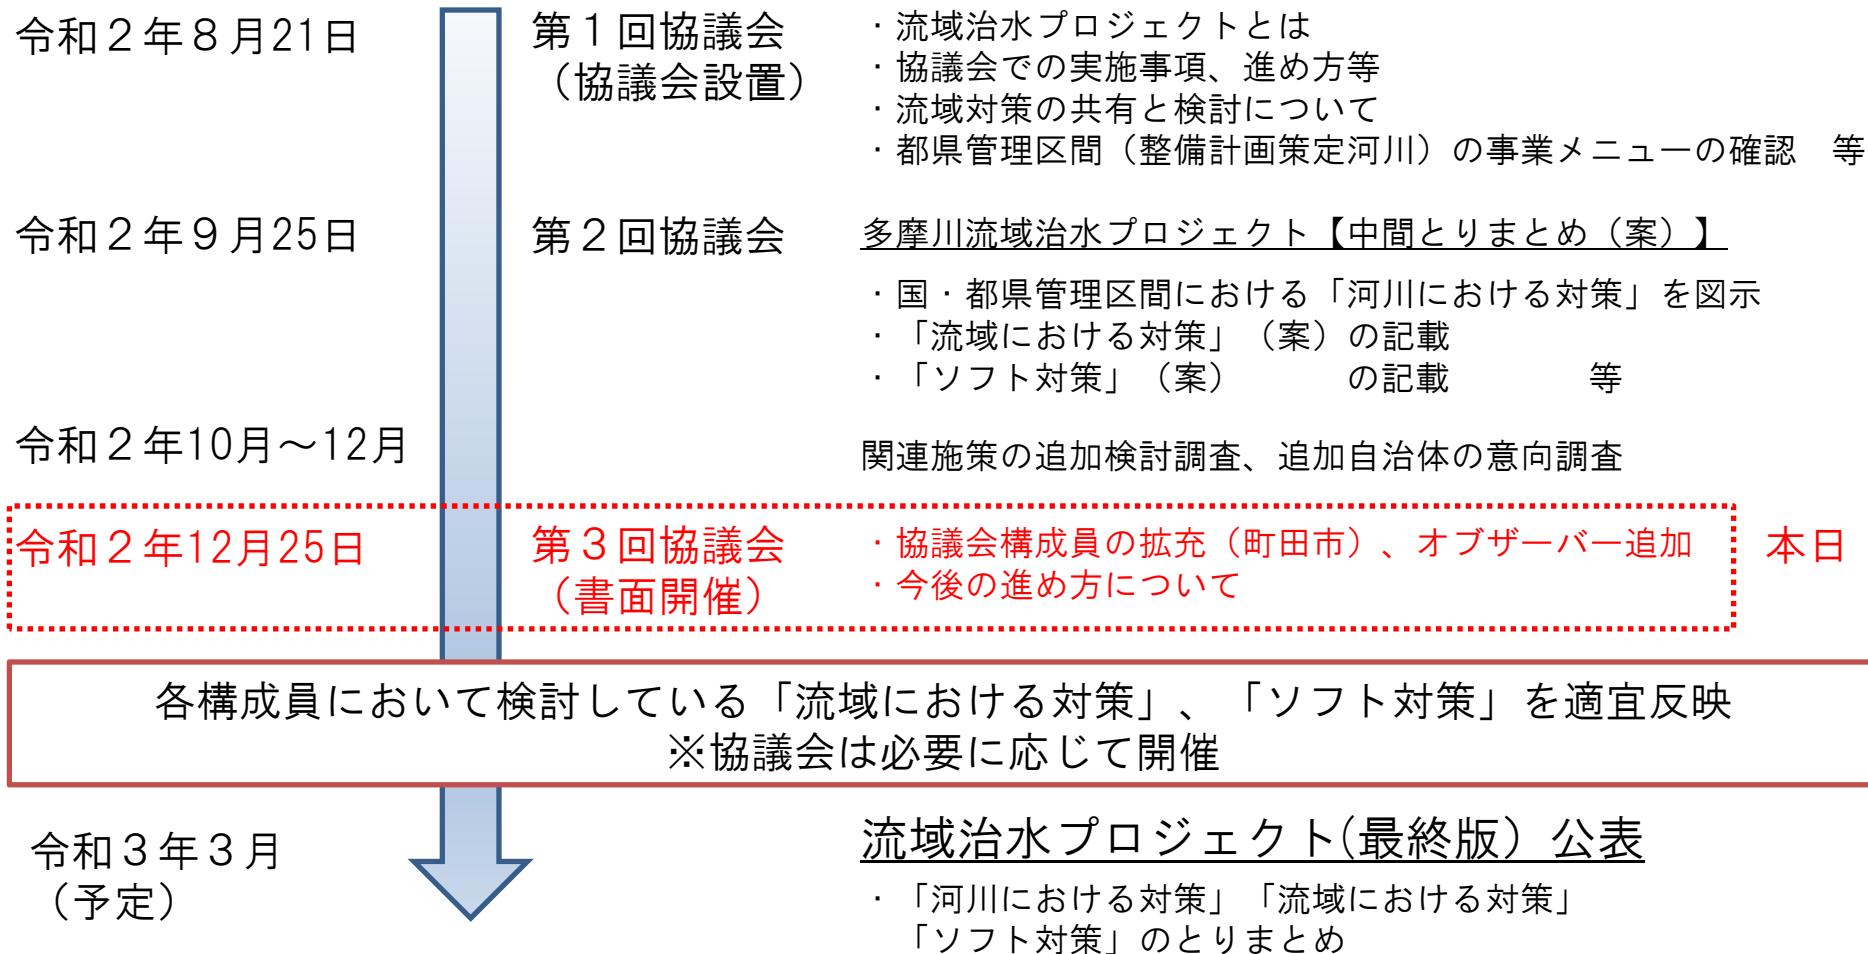 令和２年８月21日
第１回協議会
（協議会設置）
・流域治水プロジェクトとは
・協議会での実施事項、進め方等
・流域対策の共有と検討について
・都県管理区間（整備計画策定河川）の事業メニューの確認　等
令和２年９月25日
第２回協議会
多摩川流域治水プロジェクト【中間とりまとめ（案）】
・国・都県管理区間における「河川における対策」を図示
・「流域における対策」（案）の記載
・「ソフト対策」（案）　　　の記載　　　　等
令和２年10月～12月
関連施策の追加検討調査、追加自治体の意向調査
令和２年12月25日
第３回協議会
（書面開催）
・協議会構成員の拡充（町田市）、オブザーバー追加
・今後の進め方について
本日
各構成員において検討している「流域における対策」、「ソフト対策」を適宜反映
※協議会は必要に応じて開催
令和３年３月
（予定）
流域治水プロジェクト(最終版）公表
・「河川における対策」「流域における対策」
「ソフト対策」のとりまとめ